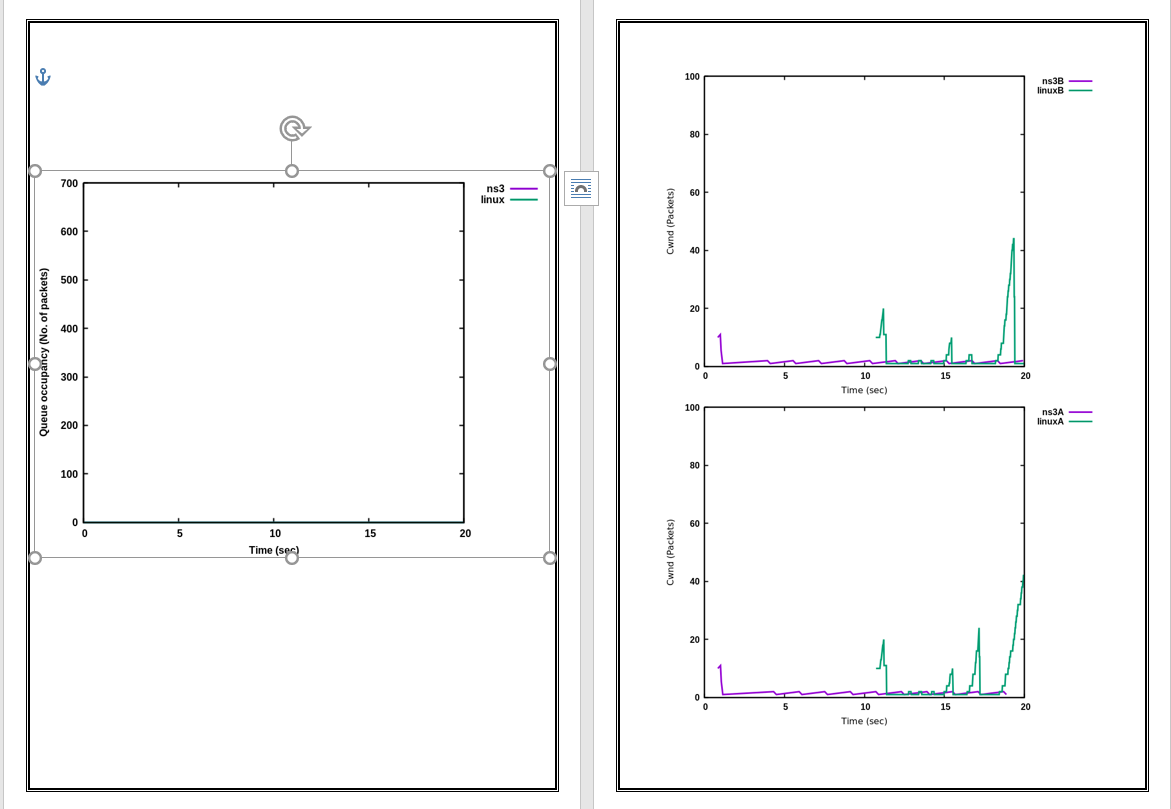 700
ns3
linux
600
500
400
300
200
100
0
Queue occupancy (No. of packets)
0 5 10 15 20
Time (sec)
100
ns3B
linuxB
80
60
40
20
0
Cwnd (Packets)
0 5 10 15 20
Time (sec)
100
ns3A
linuxA
80
60
40
20
0
Cwnd (Packets)
0 5 10 15 20
Time (sec)